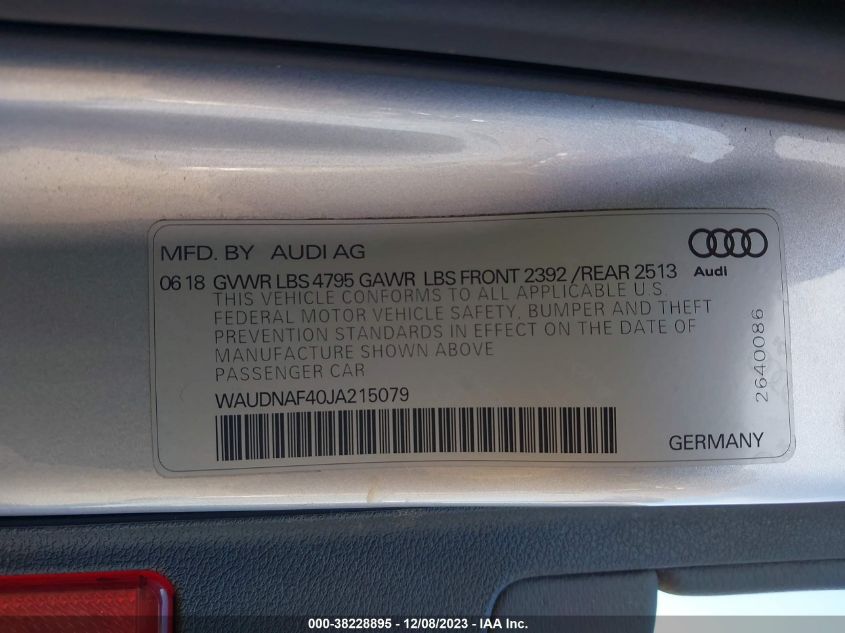 MFD. BY AUDI AG
06 18 GVWR LBS 4795 GAWR LBS FRONT 2392 /REAR 2513
Audi
THIS VEHICLE CONFORMS TO ALL APPLICABLE U.S
FEDERAL MOTOR VEHICLE SAFETY, BUMPER AND THEFT
PREVENTION STANDARDS IN EFFECT ON THE DATE OF
MANUFACTURE SHOWN ABOVE
PASSENGER CAR
WAUDNAF40JA215079
2640086
GERMANY
000-38228895 - 12/08/2023 - IAA Inc.